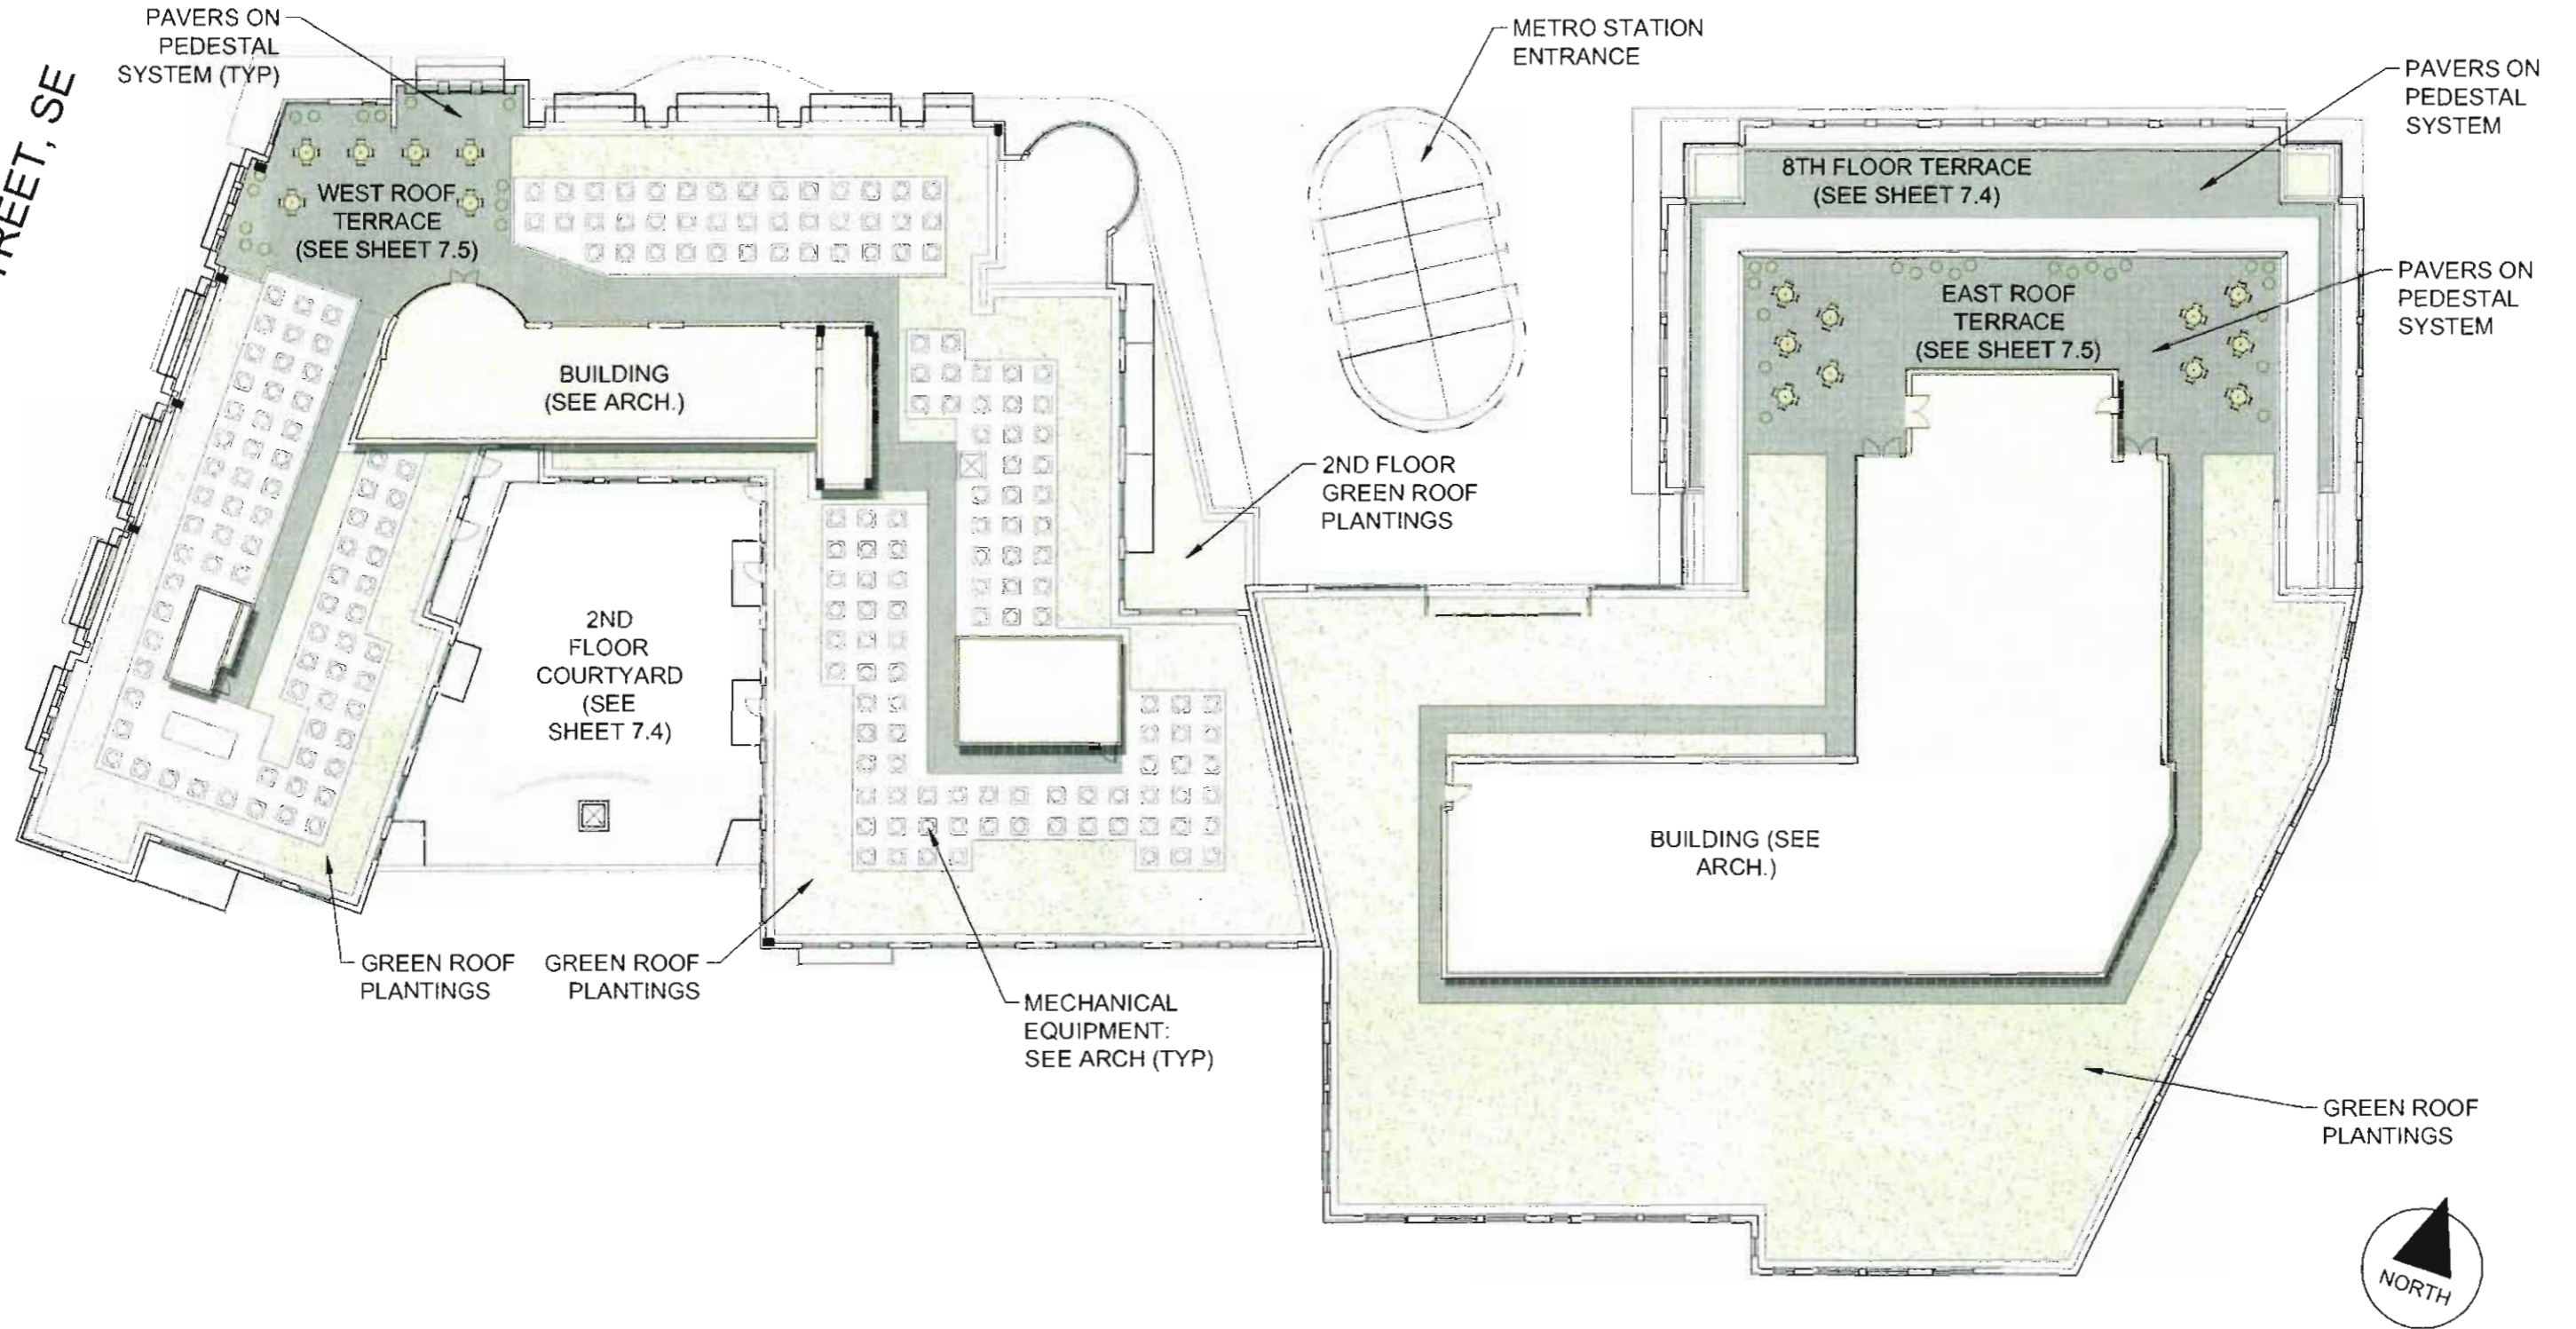 PAVERS ON
PEDESTAL
SYSTEM (TYP)
METRO STATION
ENTRANCE
PAVERS ON
PEDESTAL
SYSTEM
SE
8TH FLOOR TERRACE
(SEE SHEET 7.4)
WEST ROOF
TERRACE
(SEE SHEET 7.5)
PAVERS ON
PEDESTAL
SYSTEM
EAST ROOF
TERRACE
(SEE SHEET 7.5)
BUILDING
(SEE ARCH.)
2ND FLOOR
GREEN ROOF
PLANTINGS
2ND
FLOOR
COURTYARD
(SEE
SHEET 7.4)
BUILDING (SEE
ARCH.)
GREEN ROOF
PLANTINGS
GREEN ROOF
PLANTINGS
MECHANICAL
EQUIPMENT:
SEE ARCH (TYP)
GREEN ROOF
PLANTINGS
NORTH